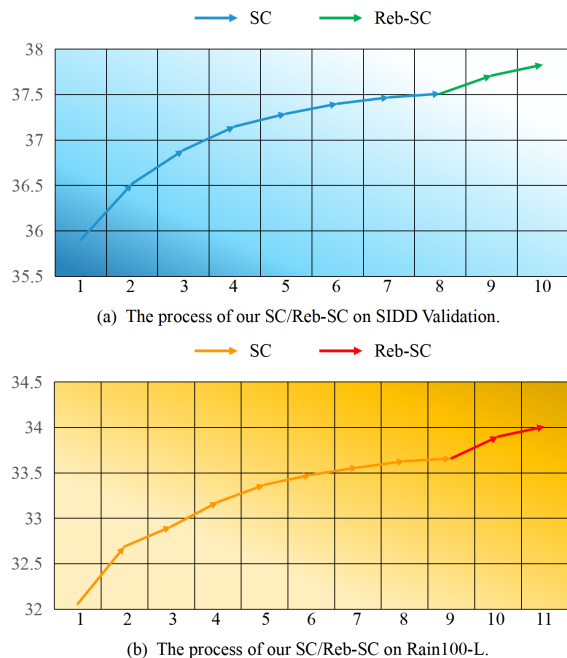 SC Reb-SC
38
37.5
37
36.5
36
35.5
1 2 3 4 5 6 7 8 9 10
(a) The process of our SC/Reb-SC on SIDD Validation.
SC Reb-SC
34.5
34
33.5
33
32.5
32
1 2 3 4 5 6 7 8 9 10 11
(b) The process of our SC/Reb-SC on Rain100-L.